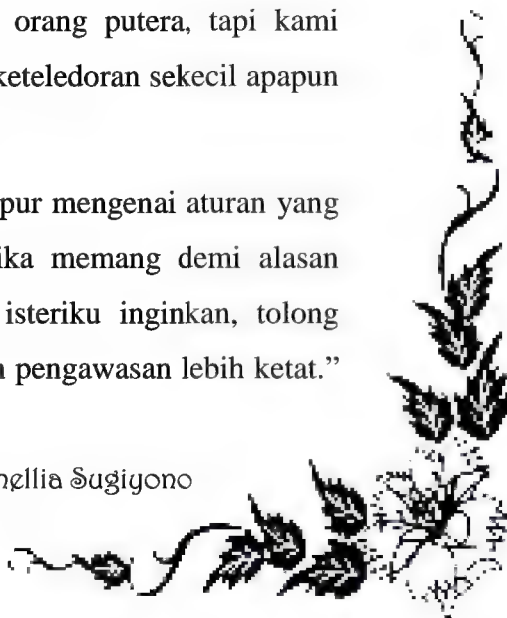 orang putera, tapi kami
keteledoran sekecil apapun
pur mengenai aturan yang
ika memang demi alasan
isteriku inginkan, tolong
a pengawasan lebih ketat.”
nellia Sugiyono